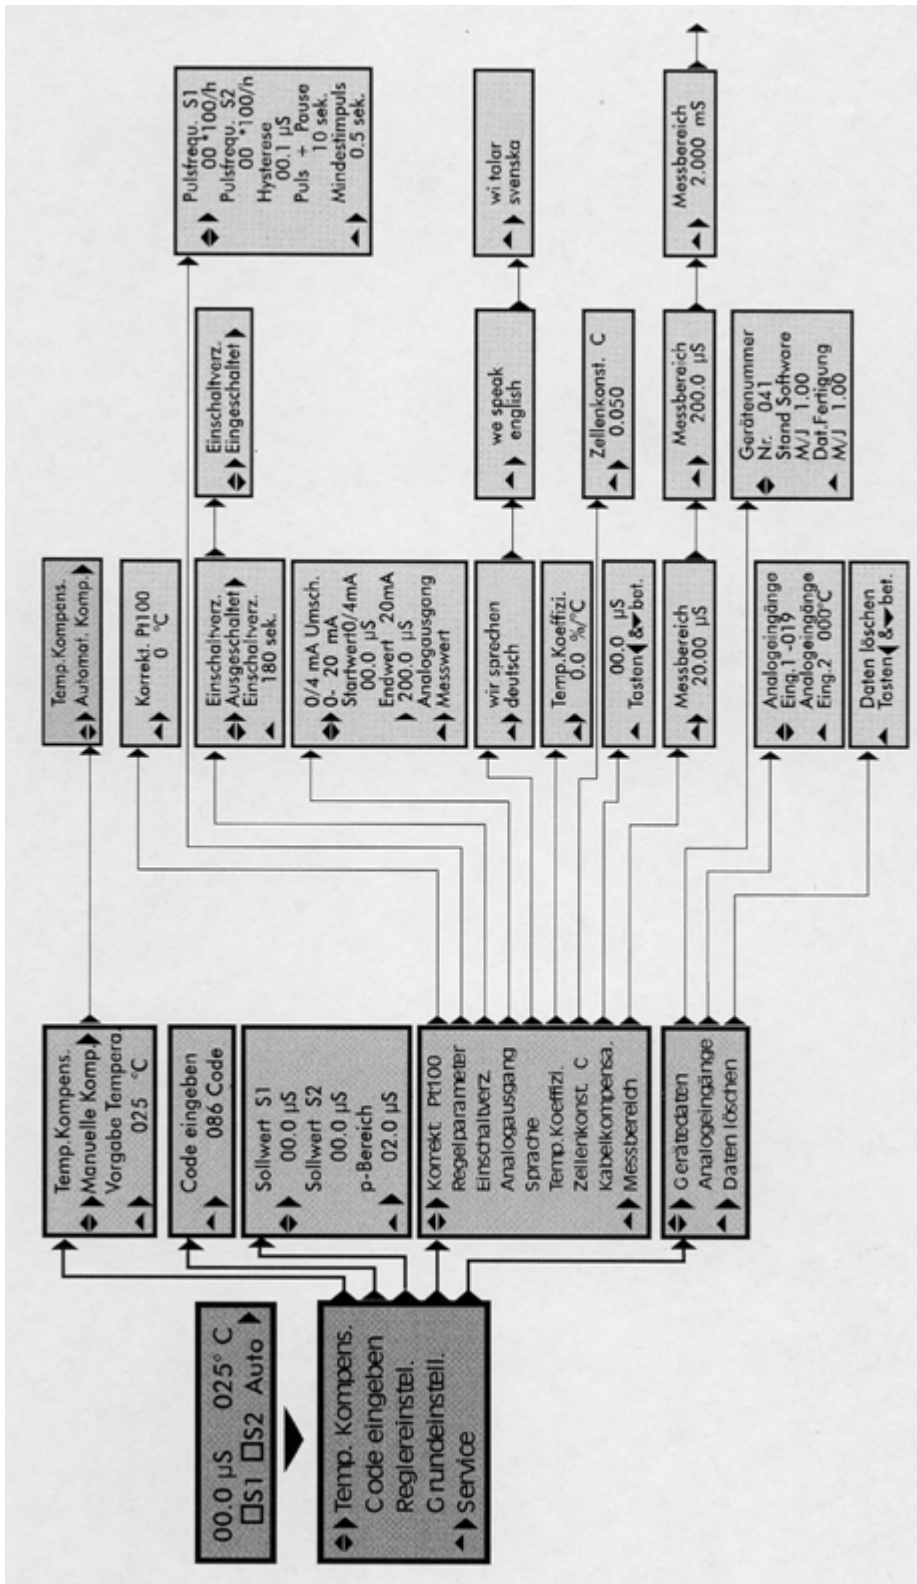 00.0 µS 025° C
□S1 □S2 Auto
Temp. Kompens.
Code eingeben
Reglereinstel.
Grundeinstell.
Service
Temp.Kompens.
Manuelle Komp.
Vorgabe Tempera.
025 °C
Code eingeben
086 Code
Sollwert S1
00.0 µS
Sollwert S2
00.0 µS
p-Bereich
02.0 µS
Korrekt. Pt100
Regelparameter
Einschaltverz.
Analogausgang
Sprache
Temp.Koeffizi.
Zellenkonst. C
Kabelkompensa.
Messbereich
Gerätedaten
Analogeingänge
Daten löschen
Temp.Kompens.
Automat. Komp.
Korrekt. Pt100
0 °C
Einschaltverz.
Ausgeschaltet
Einschaltverz.
180 sek.
0/4 mA Umsch.
0- 20 mA
Startwert0/4mA
00.0 µS
Endwert 20mA
200.0 µS
Analogausgang
Messwert
wir sprechen
deutsch
Temp.Koeffizi.
0.0 %/°C
00.0 µS
Tasten & bet.
Messbereich
20.00 µS
Analogeingänge
Eing.1 -019
Analogeingänge
Eing.2 000°C
Daten löschen
Tasten & bet.
Einschaltverz.
Eingeschaltet
we speak
english
Zellenkonst. C
0.050
Messbereich
200.0 µS
Gerätenummer
Nr. 041
Stand Software
M/J 1.00
Dat.Fertigung
M/J 1.00
Pulsfrequ. S1
00 *100/h
Pulsfrequ. S2
00 *100/h
Hysterese
00.1 µS
Puls + Pause
10 sek.
Mindestimpuls
0.5 sek.
wi talar
svenska
Messbereich
2.000 mS